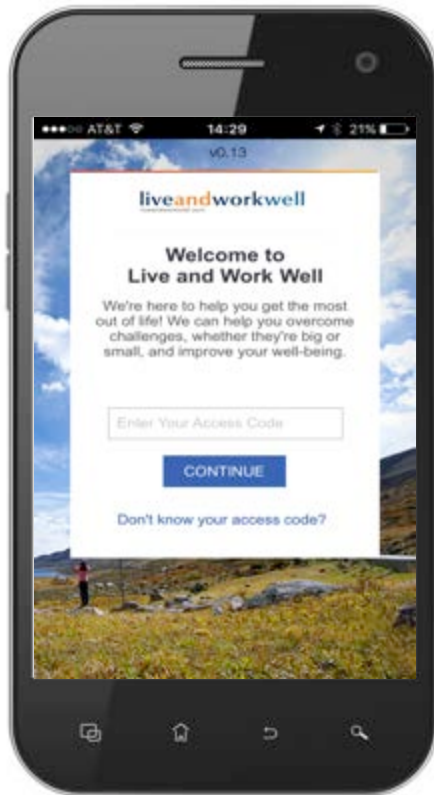 AT&T 14:29 21%
v0.13
liveandworkwell
Welcome to
Live and Work Well
We're here to help you get the most
out of life! We can help you overcome
challenges, whether they're big or
small, and improve your well-being.
Enter Your Access Code
CONTINUE
Don't know your access code?